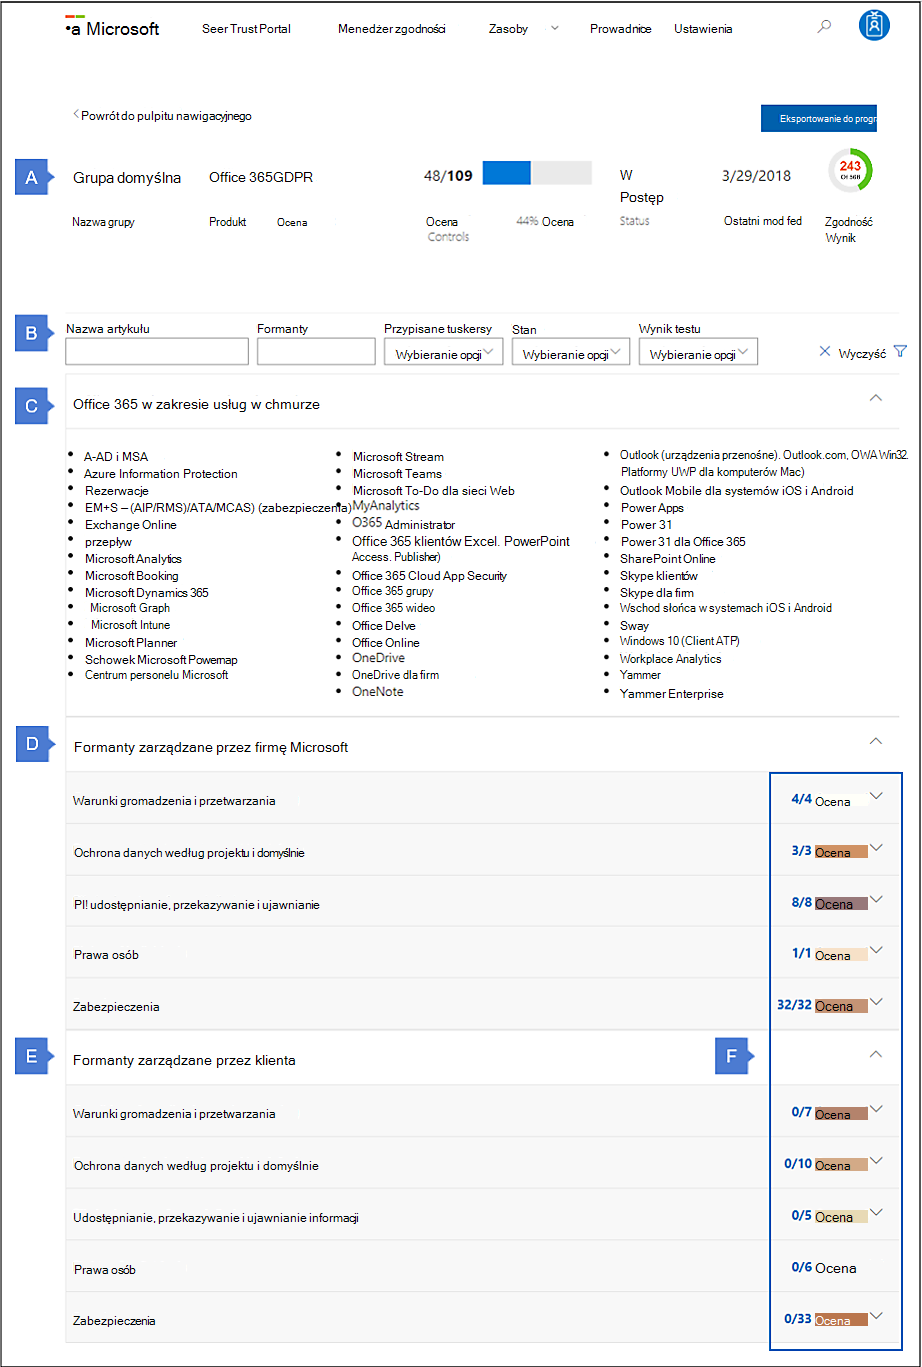 •a Microsoft Seer Trust Portal Menedżer zgodności Zasoby Prowadnice Ustawienia
Powrót do pulpitu nawigacyjnego
Eksportowanie do progr
A Grupa domyślna Office 365GDPR 48/109 W Postęp 3/29/2018 243
Of 568
Nazwa grupy Produkt Ocena Ocena Controls 44% Ocena Status Ostatni mod fed Zgodność Wynik
B
Nazwa artykułu Formanty Przypisane tuskersy Stan Wynik testu
Wybieranie opcji Wybieranie opcji Wybieranie opcji Wyczyść
C Office 365 w zakresie usług w chmurze
• A-AD i MSA
• Azure Information Protection
• Rezerwacje
• EM+S – (AIP/RMS)/ATA/MCAS) (zabezpieczenia)
• Exchange Online
• przepływ
• Microsoft Analytics
• Microsoft Booking
• Microsoft Dynamics 365
• Microsoft Graph
• Microsoft Intune
• Microsoft Planner
• Schowek Microsoft Powernap
• Centrum personelu Microsoft
• Microsoft Stream
• Microsoft Teams
• Microsoft To-Do dla sieci Web
• MyAnalytics
• O365 Administrator
• Office 365 klientów Excel. PowerPoint
Access. Publisher)
• Office 365 Cloud App Security
• Office 365 grupy
• Office 365 wideo
• Office Delve
• Office Online
• OneDrive
• OneDrive dla firm
• OneNote
• Outlook (urządzenia przenośne). Outlook.com, OWA Win32.
Platformy UWP dla komputerów Mac)
• Outlook Mobile dla systemów iOS i Android
• Power Apps
• Power 31
• Power 31 dla Office 365
• SharePoint Online
• Skype klientów
• Skype dla firm
• Wschod słońca w systemach iOS i Android
• Sway
• Windows 10 (Client ATP)
• Workplace Analytics
• Yammer
• Yammer Enterprise
D Formanty zarządzane przez firmę Microsoft
Warunki gromadzenia i przetwarzania 4/4 Ocena
Ochrona danych według projektu i domyślnie 3/3 Ocena
PI! udostępnianie, przekazywanie i ujawnianie 8/8 Ocena
Prawa osób 1/1 Ocena
Zabezpieczenia 32/32 Ocena
E Formanty zarządzane przez klienta F
Warunki gromadzenia i przetwarzania 0/7 Ocena
Ochrona danych według projektu i domyślnie 0/10 Ocena
Udostępnianie, przekazywanie i ujawnianie informacji 0/5 Ocena
Prawa osób 0/6 Ocena
Zabezpieczenia 0/33 Ocena